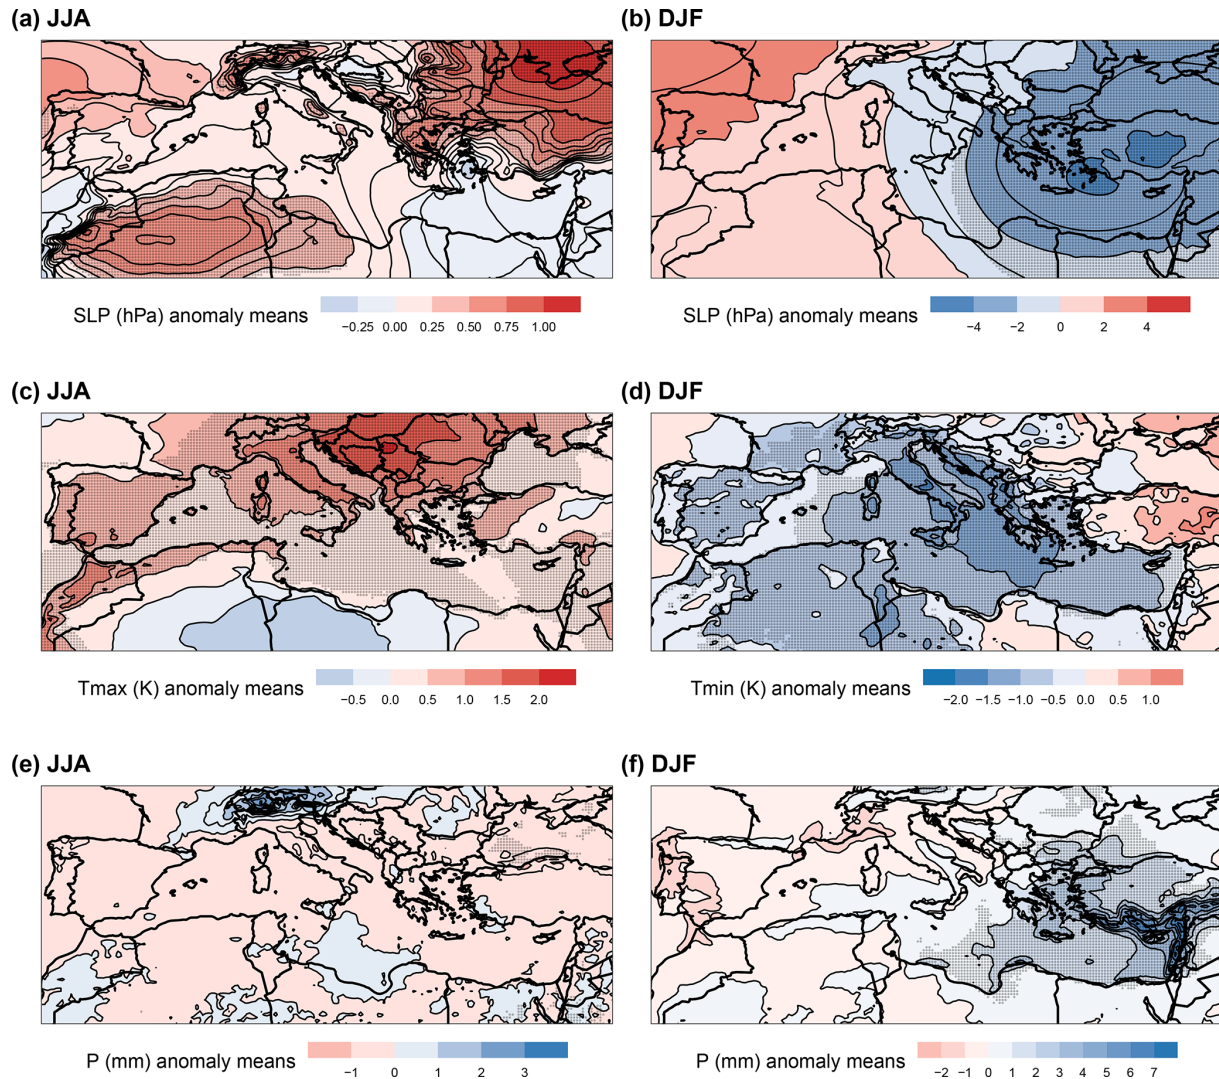 (a) JJA
(b) DJF
SLP (hPa) anomaly means
−0.25 0.00 0.25 0.50 0.75 1.00
SLP (hPa) anomaly means
−4 −2 0 2 4
(c) JJA
(d) DJF
Tmax (K) anomaly means
−0.5 0.0 0.5 1.0 1.5 2.0
Tmin (K) anomaly means
−2.0 −1.5 −1.0 −0.5 0.0 0.5 1.0
(e) JJA
(f) DJF
P (mm) anomaly means
−1 0 1 2 3
P (mm) anomaly means
−2 −1 0 1 2 3 4 5 6 7